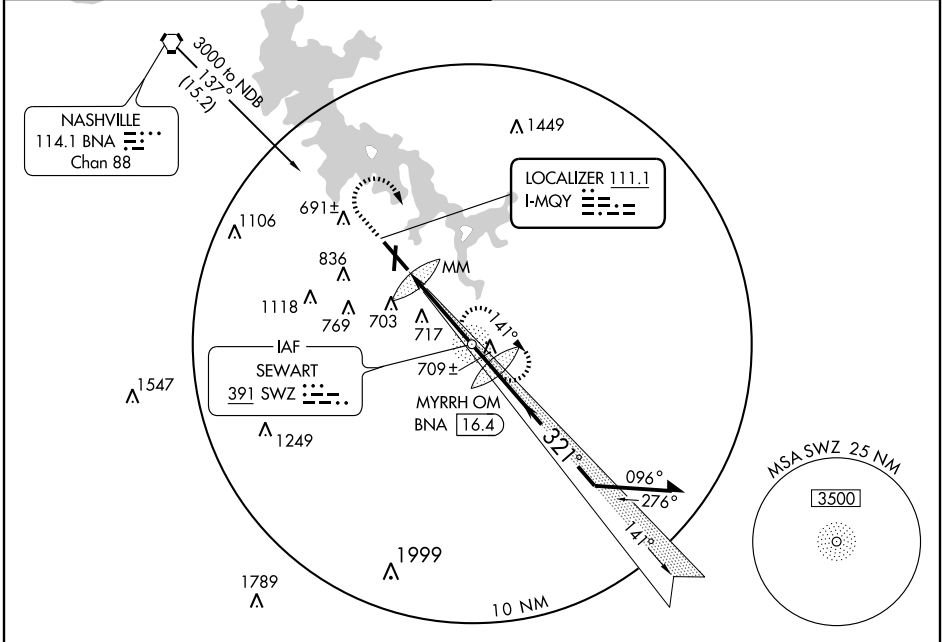 3000 to NDB
137°
(15.2)
NASHVILLE
114.1 BNA
Chan 88
1449
LOCALIZER 111.1
I-MQY
691±
1106
836
MM
1118
769
703
717
141°
IAF
SEWART
391 SWZ
709±
1547
MYRRH OM
BNA 16.4
1249
321°
096°
276°
141°
MSA SWZ 25 NM
3500
1999
1789
10 NM